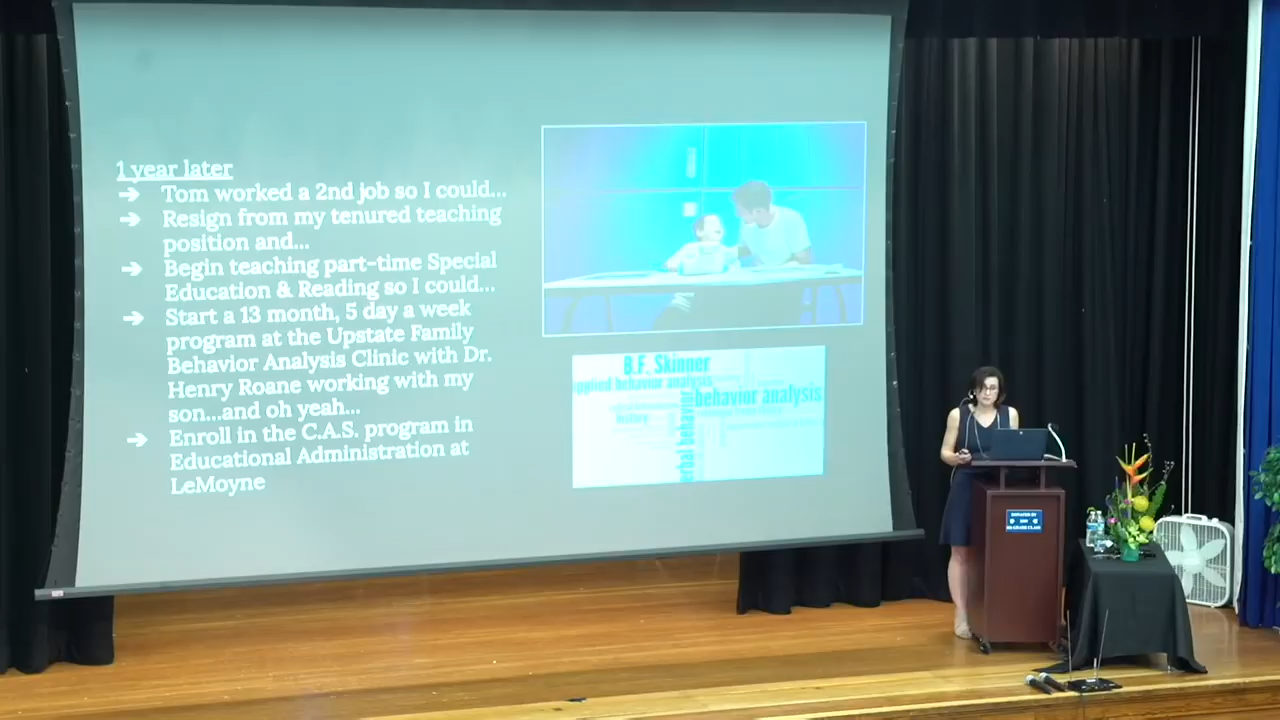 1 year later
➔ Tom worked a 2nd job so I could...
➔ Resign from my tenured teaching
position and...
➔ Begin teaching part-time Special
Education & Reading so I could...
➔ Start a 13 month, 5 day a week
program at the Upstate Family
Behavior Analysis Clinic with Dr.
Henry Roane working with my
son...and oh yeah...
➔ Enroll in the C.A.S. program in
Educational Administration at
LeMoyne
B.F. Skinner
applied behavior analysis
behavior analysis
history
verbal behavior
DONATED BY